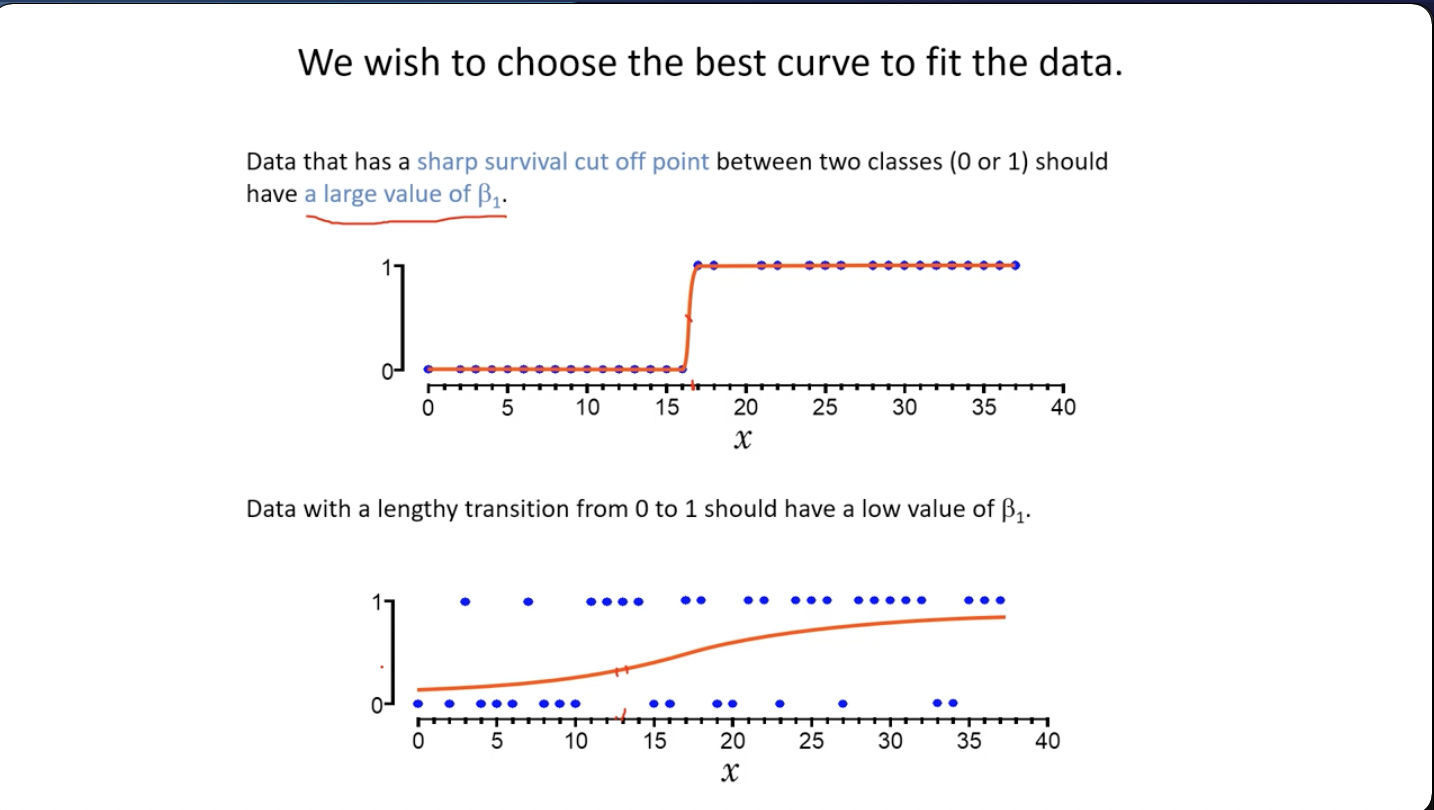 We wish to choose the best curve to fit the data.
Data that has a sharp survival cut off point between two classes (0 or 1) should
have a large value of β₁.
1
0
0 5 10 15 20 25 30 35 40
x
Data with a lengthy transition from 0 to 1 should have a low value of β₁.
1
0
0 5 10 15 20 25 30 35 40
x